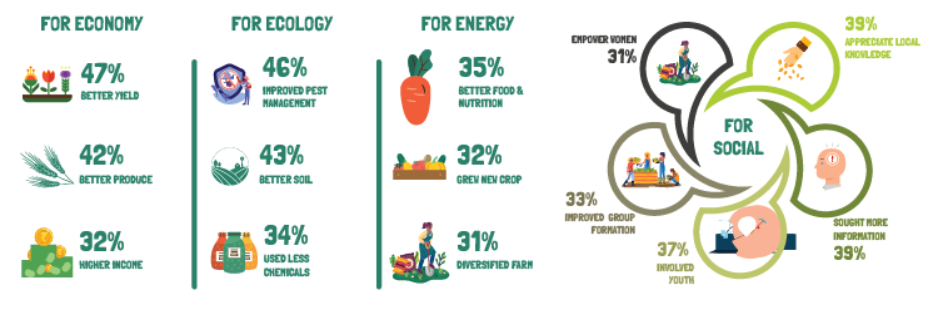 FOR ECONOMY
47%
BETTER YIELD
42%
BETTER PRODUCE
32%
HIGHER INCOME
FOR ECOLOGY
46%
IMPROVED PEST
MANAGEMENT
43%
BETTER SOIL
34%
USED LESS
CHEMICALS
FOR ENERGY
35%
BETTER FOOD &
NUTRITION
32%
GREW NEW CROP
31%
DIVERSIFIED FARM
FOR
SOCIAL
EMPOWER WOMEN
31%
39%
APPRECIATE LOCAL
KNOWLEDGE
SOUGHT MORE
INFORMATION
39%
37%
INVOLVED
YOUTH
33%
IMPROVED GROUP
FORMATION